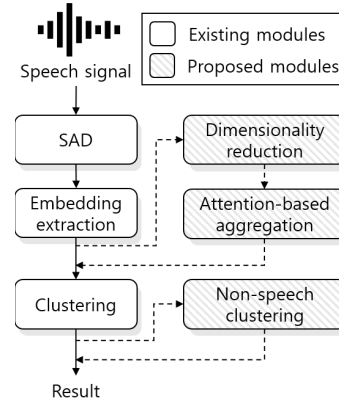 Existing modules
Proposed modules
Speech signal
SAD
Dimensionality
reduction
Embedding
extraction
Attention-based
aggregation
Clustering
Non-speech
clustering
Result